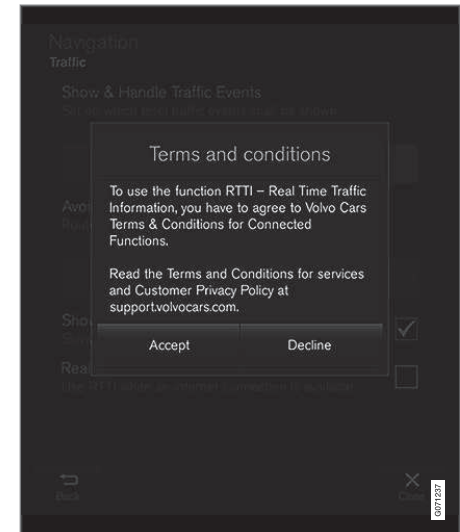 Navigation
Traffic
Show & Handle Traffic Events
Terms and conditions
To use the function RTTI – Real Time Traffic
Information, you have to agree to Volvo Cars
Terms & Conditions for Connected
Functions.
Read the Terms and Conditions for services
and Customer Privacy Policy at
support.volvocars.com.
Accept
Decline
Back
Close
G071237